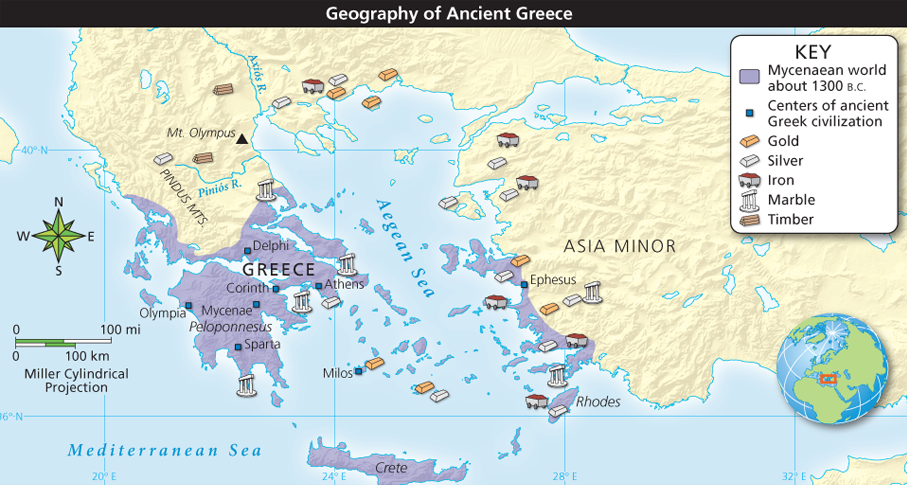 Geography of Ancient Greece
KEY
Mycenaean world
about 1300 B.C.
Centers of ancient
Greek civilization
Gold
Silver
Iron
Marble
Timber
Axiós R.
Mt. Olympus
40°N
PINDUS MTS.
Piniós R.
N
W E
S
Aegean Sea
ASIA MINOR
Delphi
GREECE
Ephesus
Corinth
Athens
Olympia
Mycenae
Peloponnesus
Sparta
0 100 mi
0 100 km
Miller Cylindrical
Projection
Milos
Rhodes
36°N
Mediterranean Sea
Crete
20°E
24°E
28°E
32°E